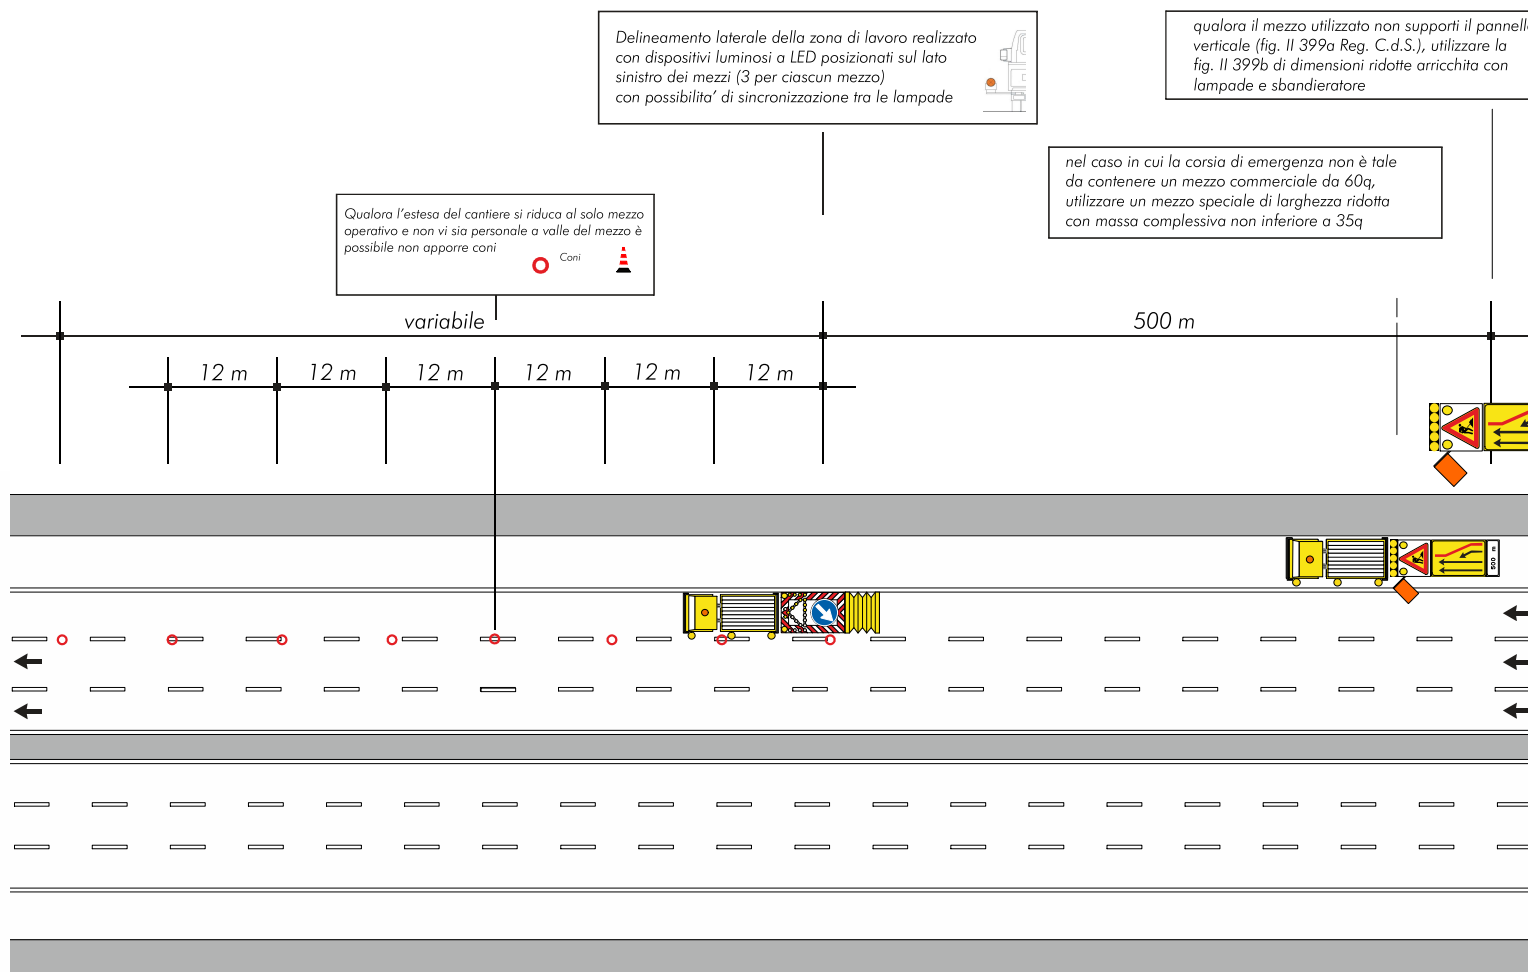 Delineamento laterale della zona di lavoro realizzato
con dispositivi luminosi a LED posizionati sul lato
sinistro dei mezzi (3 per ciascun mezzo)
con possibilita' di sincronizzazione tra le lampade
qualora il mezzo utilizzato non supporti il pannello
verticale (fig. II 399a Reg. C.d.S.), utilizzare la
fig. II 399b di dimensioni ridotte arricchita con
lampade e sbandieratore
nel caso in cui la corsia di emergenza non è tale
da contenere un mezzo commerciale da 60q,
utilizzare un mezzo speciale di larghezza ridotta
con massa complessiva non inferiore a 35q
Qualora l'estesa del cantiere si riduca al solo mezzo
operativo e non vi sia personale a valle del mezzo è
possibile non apporre coni
Coni
variabile
500 m
12 m
12 m
12 m
12 m
12 m
12 m
500 m